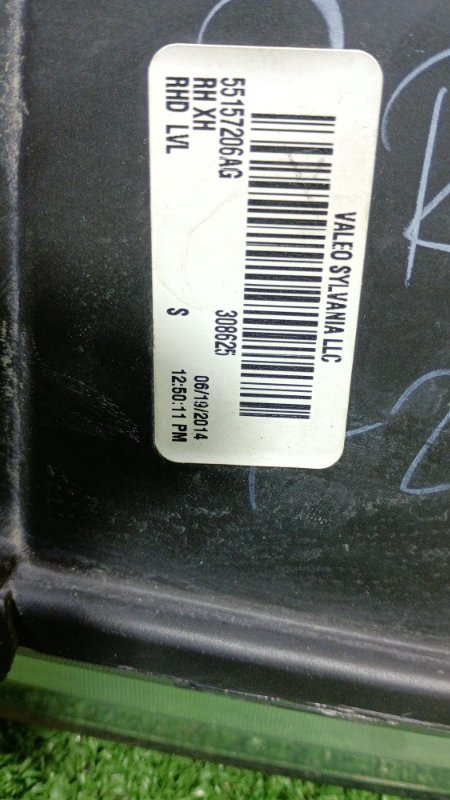 VALEO SYLVANIA LLC
55157206AG
308625
RH XH
06/19/2014
RHD LVL
S
12:50:11 PM
R